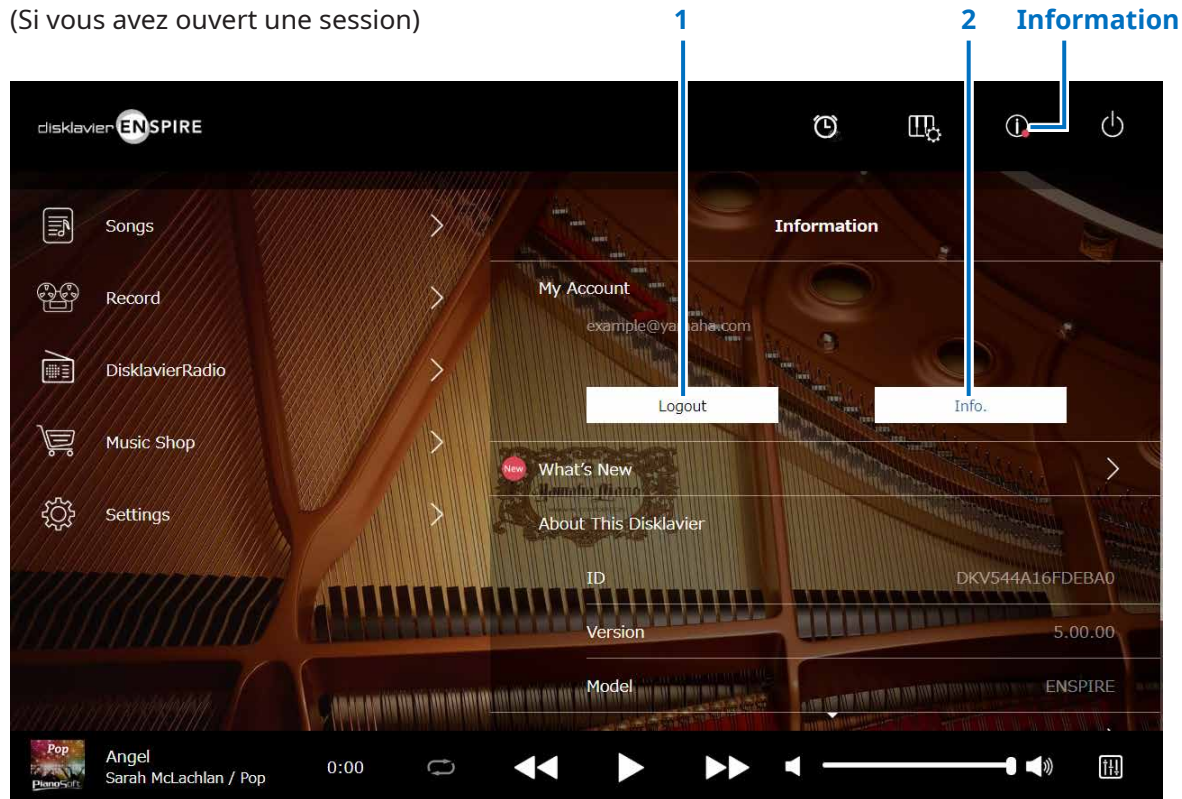 (Si vous avez ouvert une session)
1
2
Information
disklavier ENSPIRE
Songs
Record
DisklavierRadio
Music Shop
Settings
Information
My Account
example@yamaha.com
Logout
Info.
New What's New
Yamaha Piano
About This Disklavier
ID DKV544A16FDEBA0
Version 5.00.00
Model ENSPIRE
Pop
PianoSoft
Angel
Sarah McLachlan / Pop
0:00